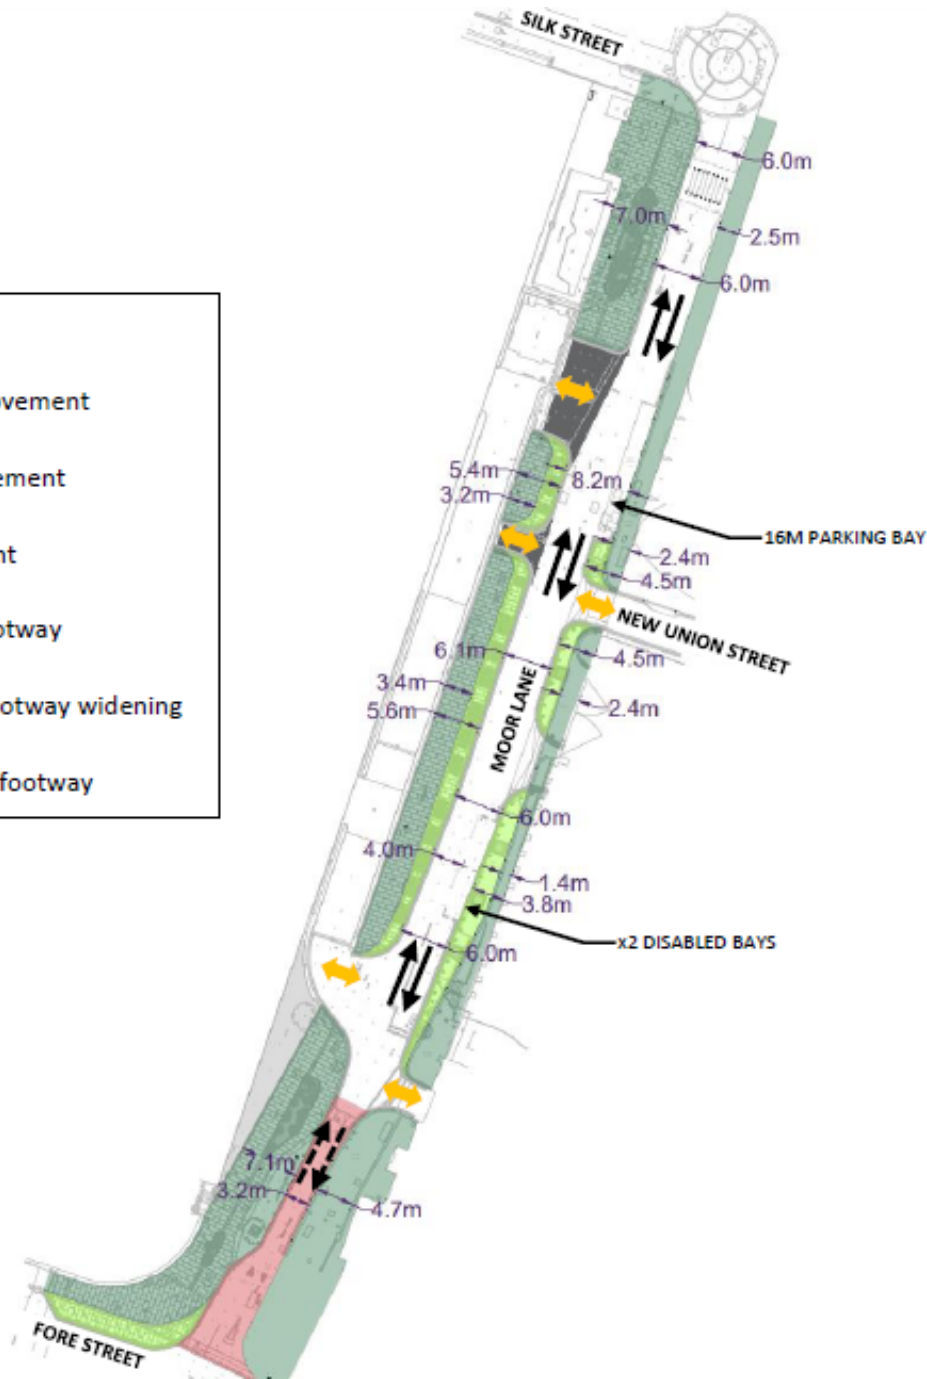 SILK STREET
6.0m
7.0m
2.5m
6.0m
ovement
ement
nt
otway
otway widening
footway
5.4m
8.2m
3.2m
16M PARKING BAY
2.4m
4.5m
NEW UNION STREET
6.1m
4.5m
3.4m
2.4m
5.6m
MOOR LANE
6.0m
4.0m
1.4m
3.8m
x2 DISABLED BAYS
6.0m
7.1m
3.2m
4.7m
FORE STREET